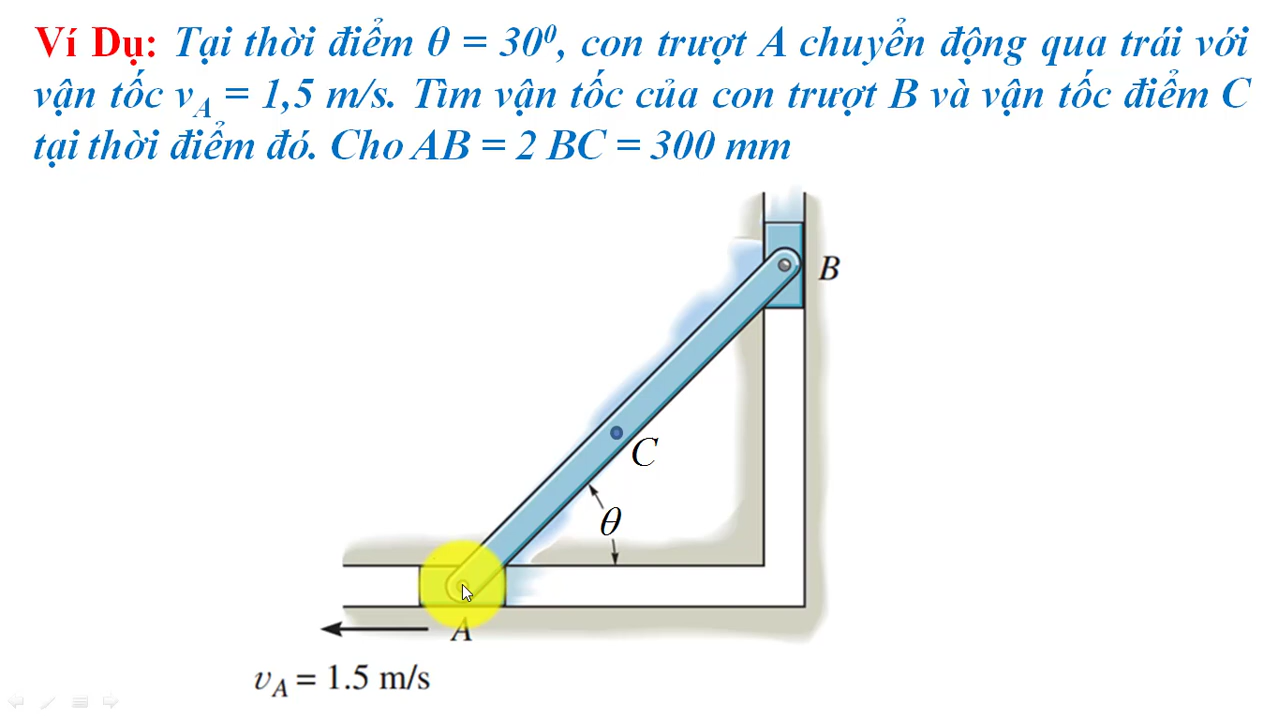 Ví Dụ: Tại thời điểm θ = 30⁰, con trượt A chuyển động qua trái với
vận tốc vA = 1,5 m/s. Tìm vận tốc của con trượt B và vận tốc điểm C
tại thời điểm đó. Cho AB = 2 BC = 300 mm
B
C
θ
A
vA = 1.5 m/s